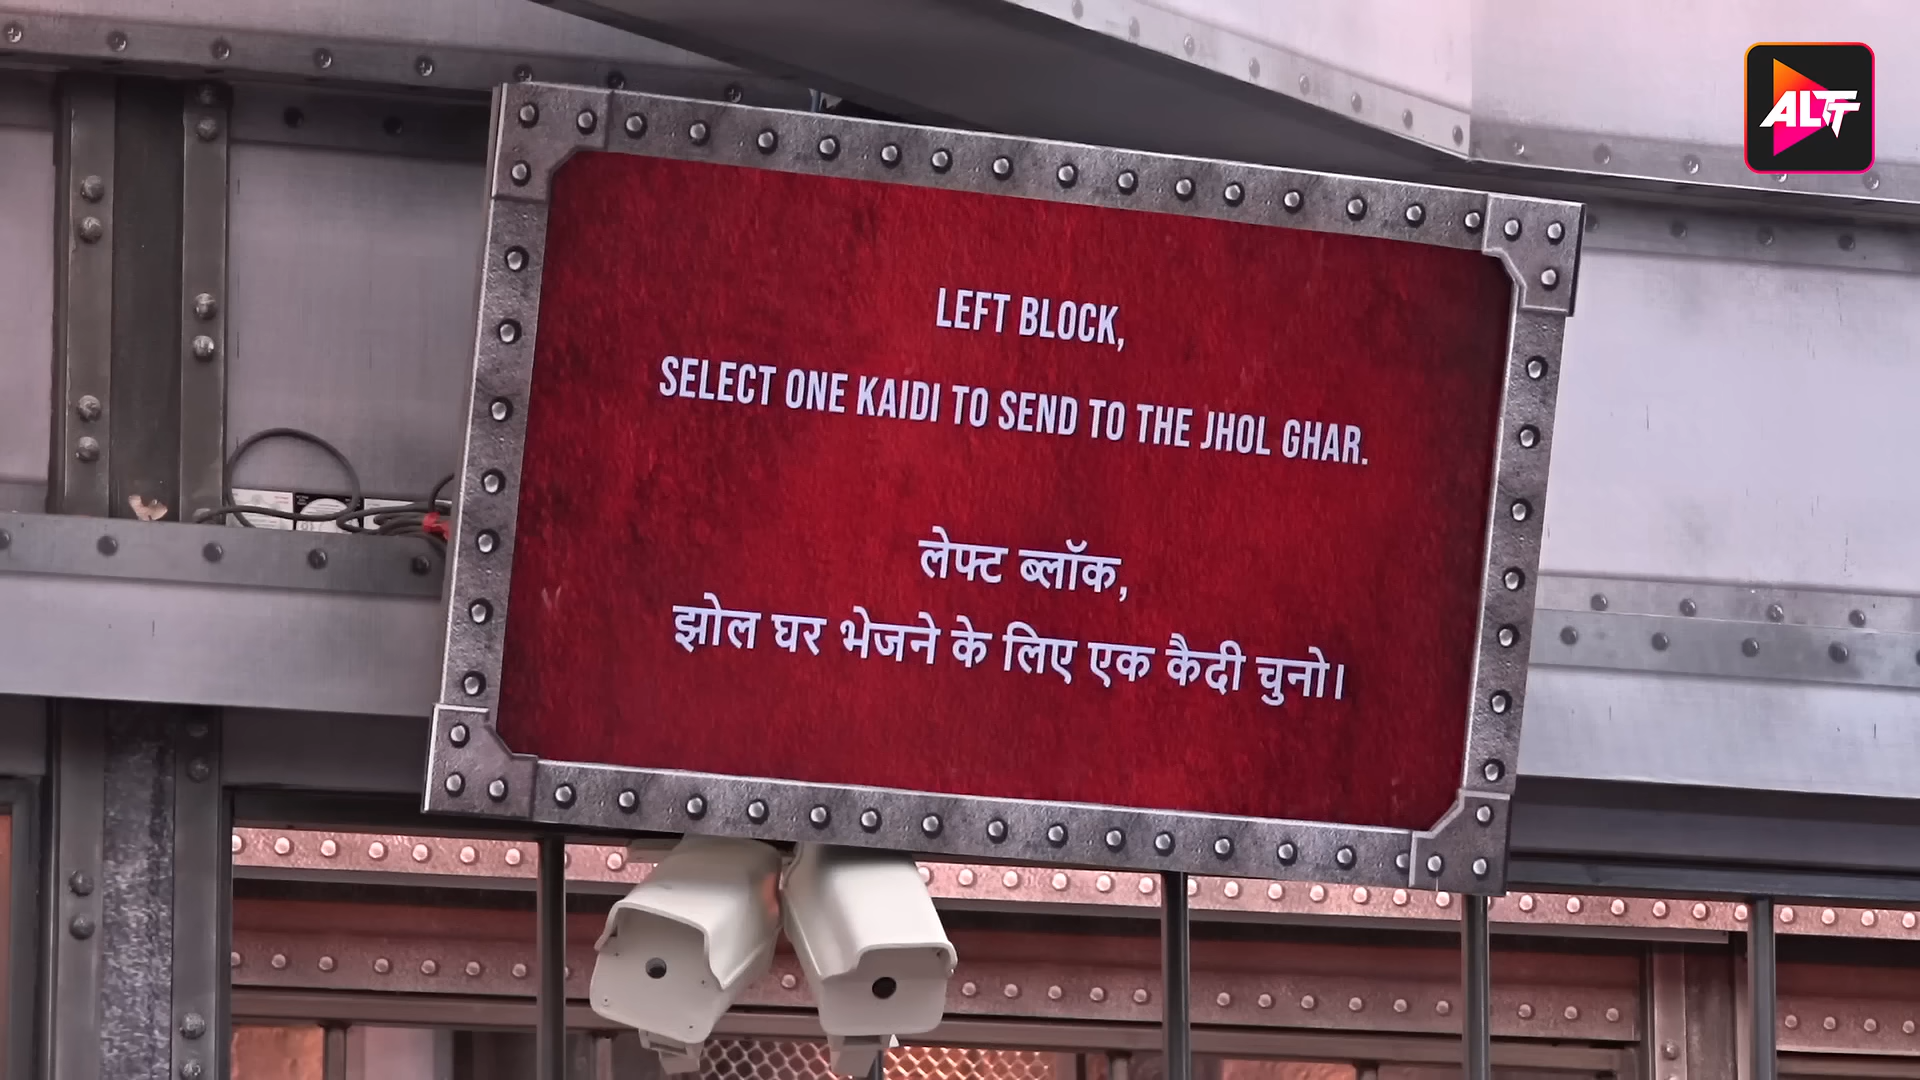 ALTT
LEFT BLOCK,
SELECT ONE KAIDI TO SEND TO THE JHOL GHAR.
लेफ्ट ब्लॉक,
झोल घर भेजने के लिए एक कैदी चुनो।